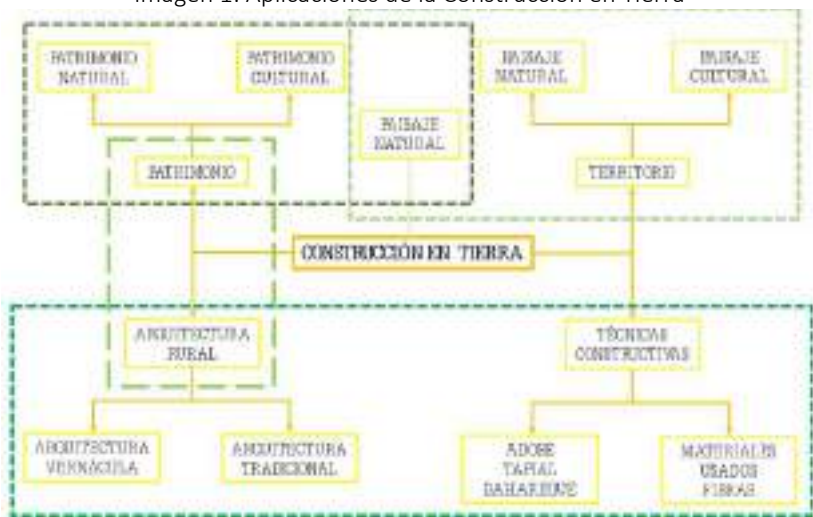 Imagen 1. Aplicaciones de la Construcción en Tierra
PATRIMONIO
NATURAL
PATRIMONIO
CULTURAL
PAISAJE
NATURAL
PAISAJE
CULTURAL
PAISAJE
NATURAL
PATRIMONIO
TERRITORIO
CONSTRUCCIÓN EN TIERRA
ARQUITECTURA
RURAL
TÉCNICAS
CONSTRUCTIVAS
ARQUITECTURA
VERNÁCULA
ARQUITECTURA
TRADICIONAL
ADOBE
TAPIAL
BAHAREQUE
MATERIALES
USADOS
FIBRAS